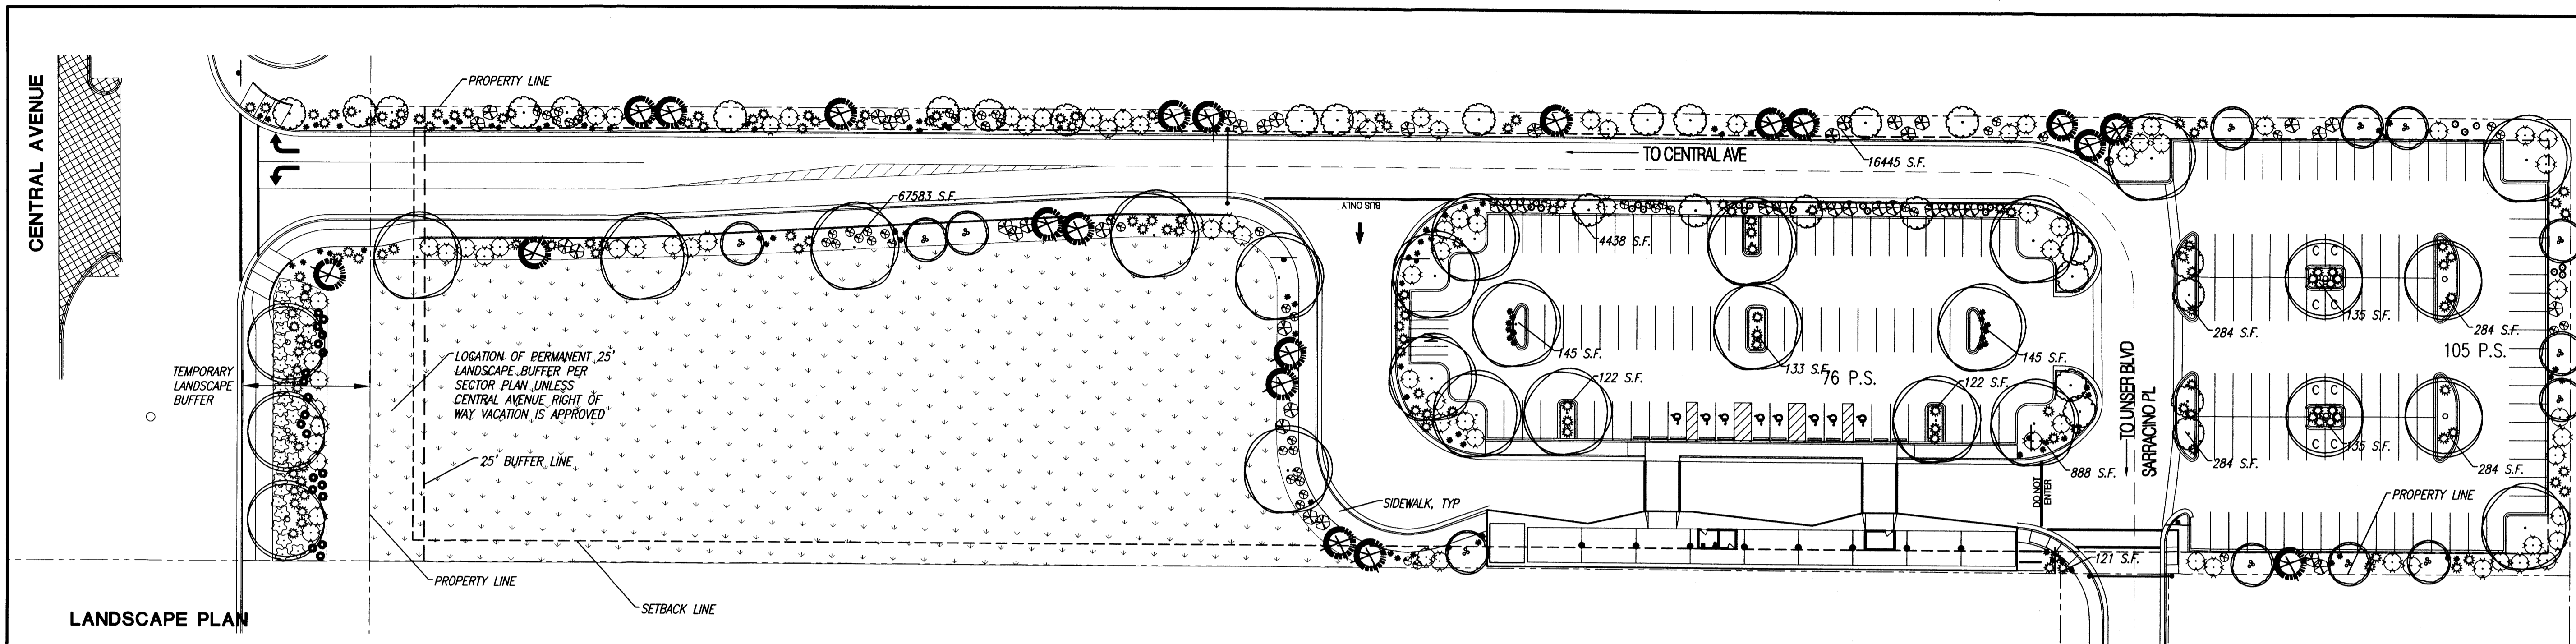 CENTRAL AVENUE
PROPERTY LINE
TO CENTRAL AVE
16445 S.F.
67583 S.F.
BUS ONLY
4438 S.F.
TEMPORARY
LANDSCAPE
BUFFER
LOCATION OF PERMANENT 25'
LANDSCAPE BUFFER PER
SECTOR PLAN UNLESS
CENTRAL AVENUE RIGHT OF
WAY VACATION IS APPROVED
25' BUFFER LINE
145 S.F.
133 S.F.
76 P.S.
145 S.F.
122 S.F.
122 S.F.
888 S.F.
TO UNSER BLVD
SARRACINO PL
C C
C C
135 S.F.
284 S.F.
284 S.F.
105 P.S.
C C
C C
135 S.F.
284 S.F.
284 S.F.
DO NOT
ENTER
SIDEWALK, TYP
PROPERTY LINE
121 S.F.
PROPERTY LINE
SETBACK LINE
LANDSCAPE PLAN